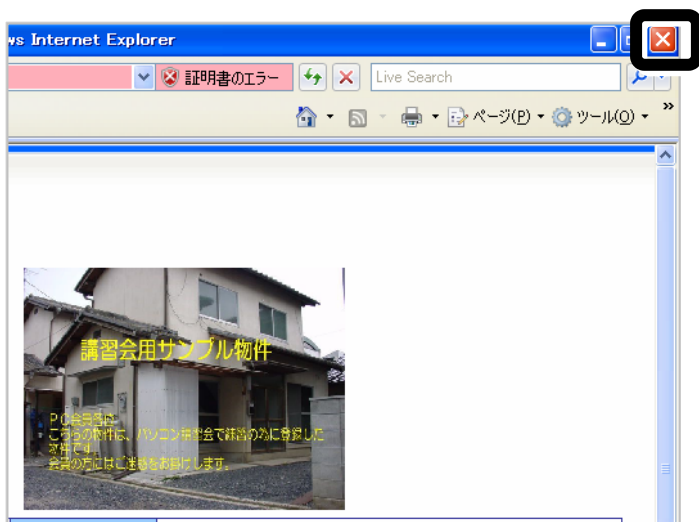 ws Internet Explorer
証明書のエラー
Live Search
ページ(P)
ツール(O)
講習会用サンプル物件
PC会員各位
こちらの物件は、パソコン講習会で練習の為に登録した
物件です。
会員の方にはご迷惑をお掛けします。